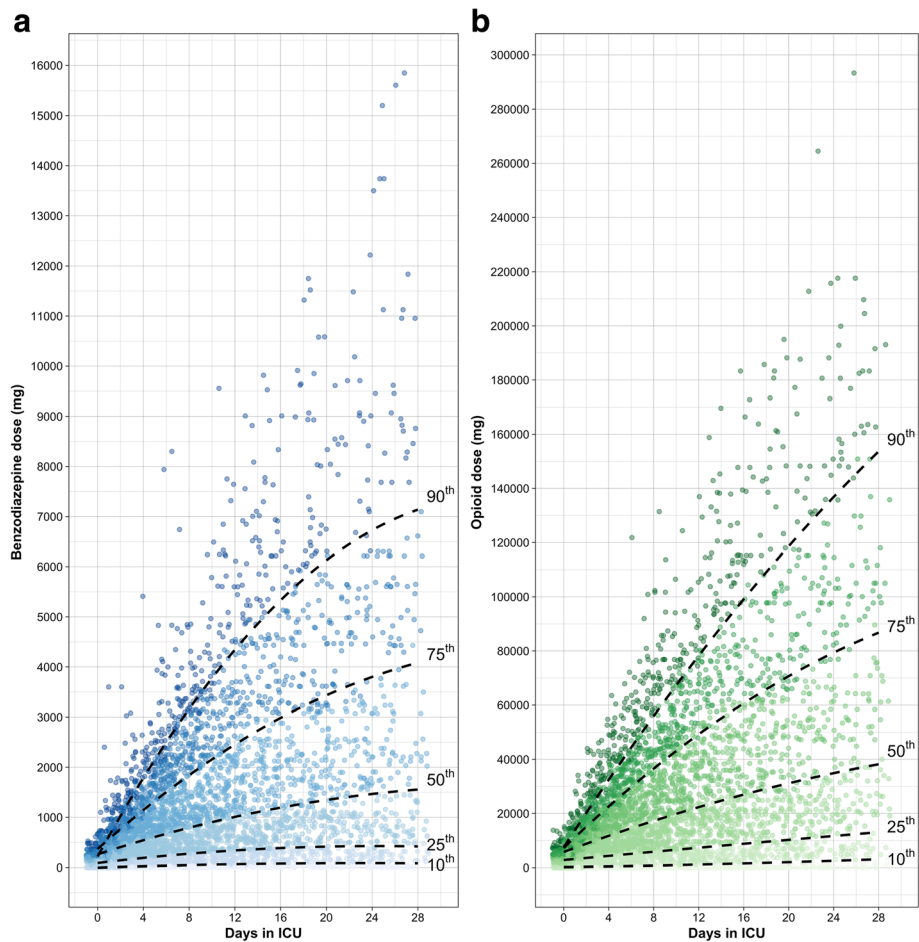 a
Benzodiazepine dose (mg)
16000
15000
14000
13000
12000
11000
10000
9000
8000
7000
6000
5000
4000
3000
2000
1000
0
90th
75th
50th
25th
10th
0 4 8 12 16 20 24 28
Days in ICU
b
Opioid dose (mg)
300000
280000
260000
240000
220000
200000
180000
160000
140000
120000
100000
80000
60000
40000
20000
0
90th
75th
50th
25th
10th
0 4 8 12 16 20 24 28
Days in ICU